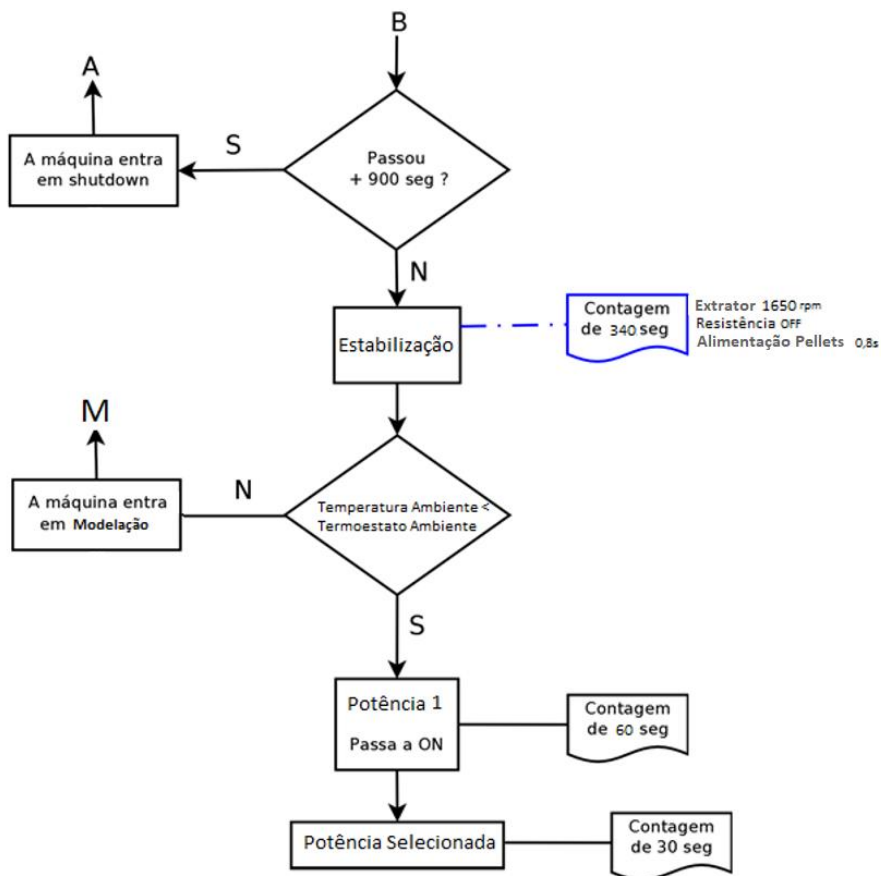 B
A
S
A máquina entra
em shutdown
Passou
+ 900 seg ?
N
Estabilização
Contagem
de 340 seg
Extrator 1650 rpm
Resistência OFF
Alimentação Pellets 0,8s
M
N
A máquina entra
em Modelação
Temperatura Ambiente <
Termoestato Ambiente
S
Potência 1
Passa a ON
Contagem
de 60 seg
Potência Selecionada
Contagem
de 30 seg